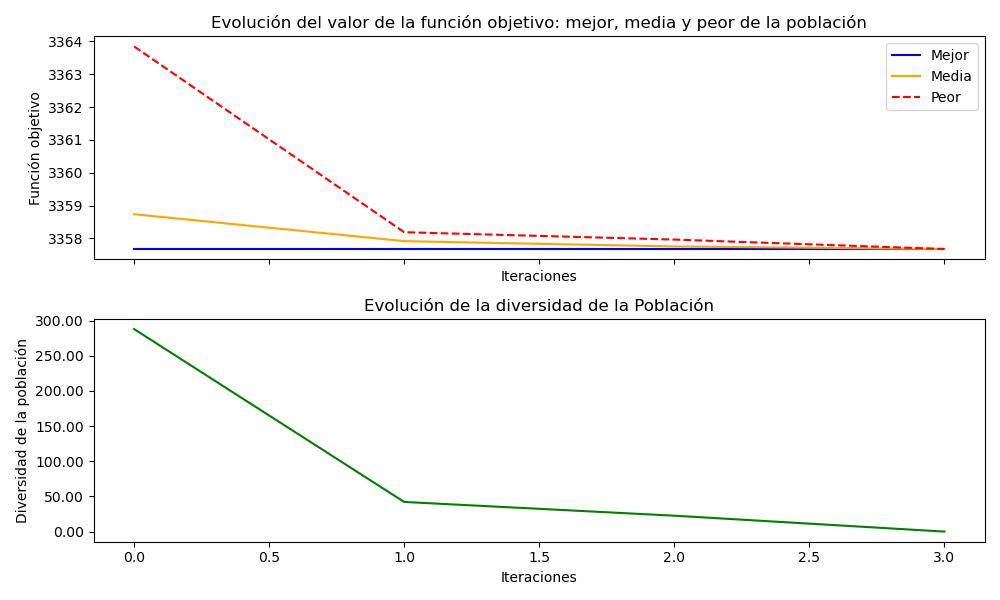 Evolución del valor de la función objetivo: mejor, media y peor de la población
3364
3363
3362
3361
3360
3359
3358
Función objetivo
Mejor
Media
Peor
Iteraciones
Evolución de la diversidad de la Población
300.00
250.00
200.00
150.00
100.00
50.00
0.00
Diversidad de la población
0.0 0.5 1.0 1.5 2.0 2.5 3.0
Iteraciones